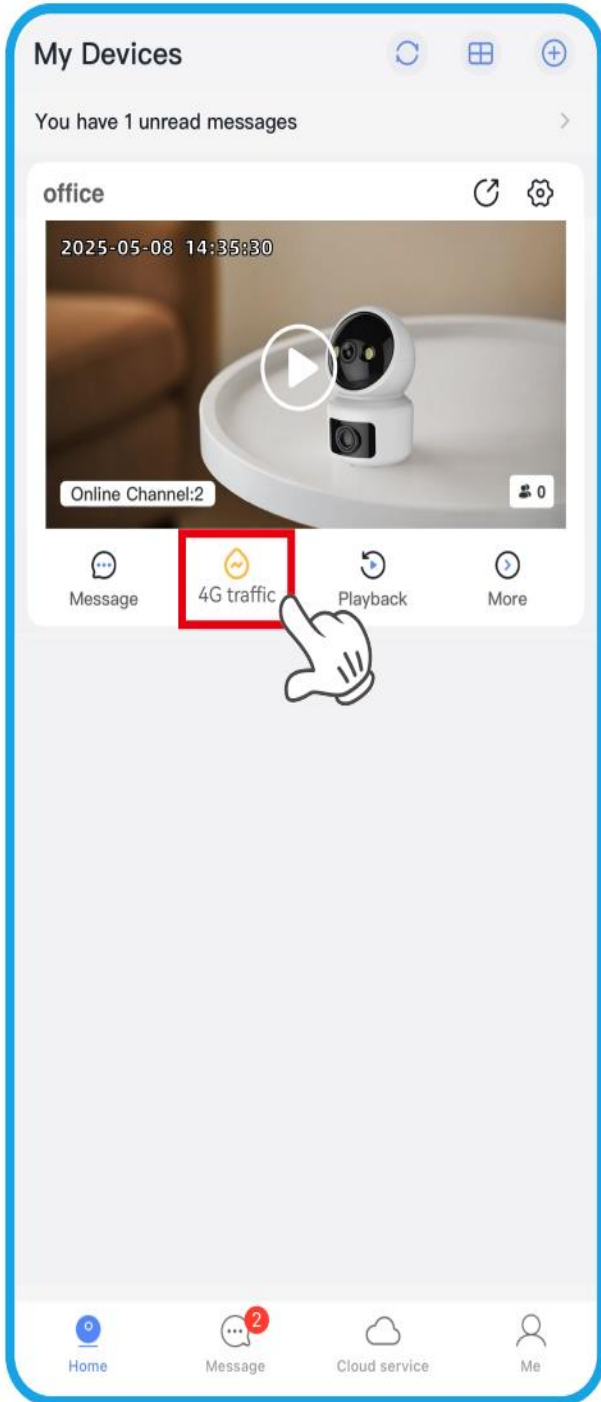 My Devices
You have 1 unread messages
office
2025-05-08 14:35:30
Online Channel:2
0
Message 4G traffic Playback More
2
Home Message Cloud service Me